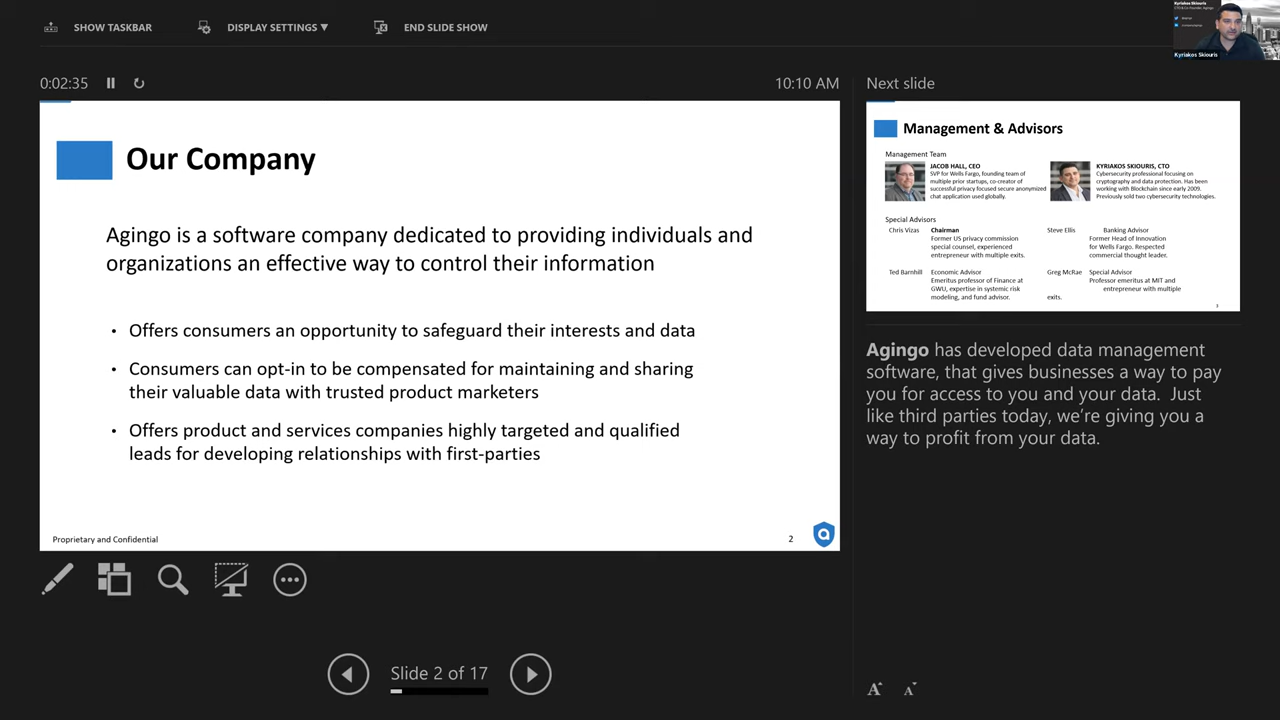 SHOW TASKBAR
DISPLAY SETTINGS ▼
END SLIDE SHOW
Kyriakos Skiouris
Kyriakos Skiouris
0:02:35
10:10 AM
Our Company
Agingo is a software company dedicated to providing individuals and
organizations an effective way to control their information
• Offers consumers an opportunity to safeguard their interests and data
• Consumers can opt-in to be compensated for maintaining and sharing
their valuable data with trusted product marketers
• Offers product and services companies highly targeted and qualified
leads for developing relationships with first-parties
Proprietary and Confidential
2
Slide 2 of 17
Next slide
Management & Advisors
Management Team
JACOB HALL, CEO
SVP for Wells Fargo, founding team of
multiple prior startups, co-creator of
successful privacy focused secure anonymized
chat application used globally.
KYRIAKOS SKIOURIS, CTO
Cybersecurity professional focusing on
cryptography and data protection. Has been
working with Blockchain since early 2009.
Previously sold two cybersecurity technologies.
Special Advisors
Chris Vizas Chairman
Former US privacy commission
special counsel, experienced
entrepreneur with multiple exits.
Steve Ellis Banking Advisor
Former Head of Innovation
for Wells Fargo. Respected
commercial thought leader.
Ted Barnhill Economic Advisor
Emeritus professor of Finance at
GWU, expertise in systemic risk
modeling, and fund advisor.
Greg McRae Special Advisor
Professor emeritus at MIT and
entrepreneur with multiple
exits.
3
Agingo has developed data management
software, that gives businesses a way to pay
you for access to you and your data. Just
like third parties today, we're giving you a
way to profit from your data.
A A